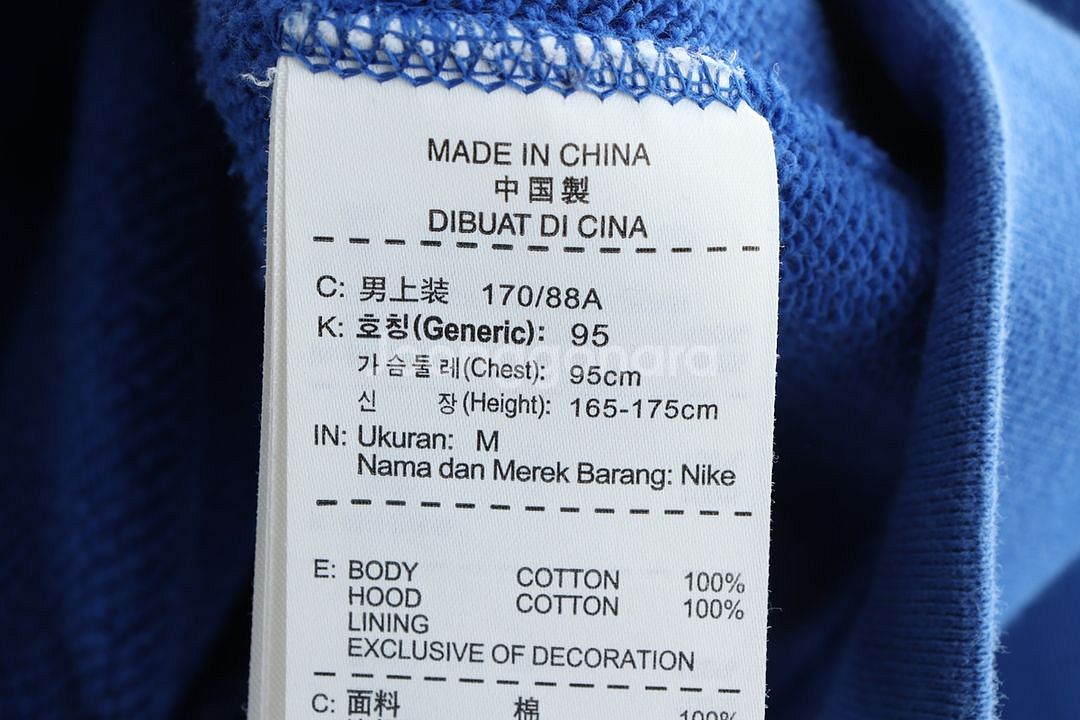 MADE IN CHINA
中国製
DIBUAT DI CINA
C: 男上装 170/88A
K: 호칭(Generic): 95
가슴둘레(Chest): 95cm
신 장(Height): 165-175cm
IN: Ukuran: M
Nama dan Merek Barang: Nike
E: BODY COTTON 100%
HOOD COTTON 100%
LINING
EXCLUSIVE OF DECORATION
C: 面料 棉 100%